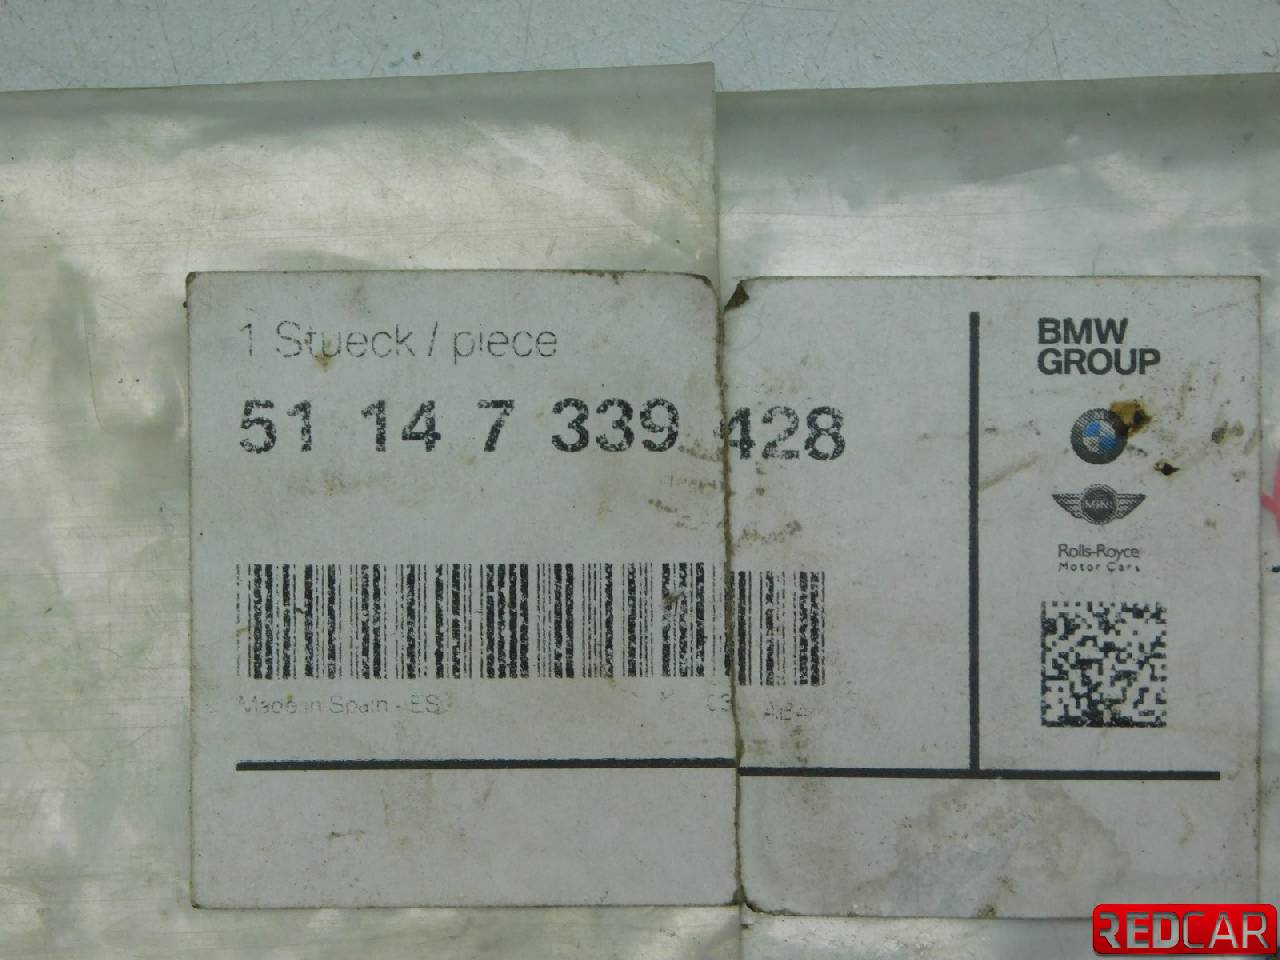 1 Stueck / piece
51 14 7 339 428
Made in Spain - ES
BMW
GROUP
MINI
Rolls-Royce
Motor Cars
REDCAR